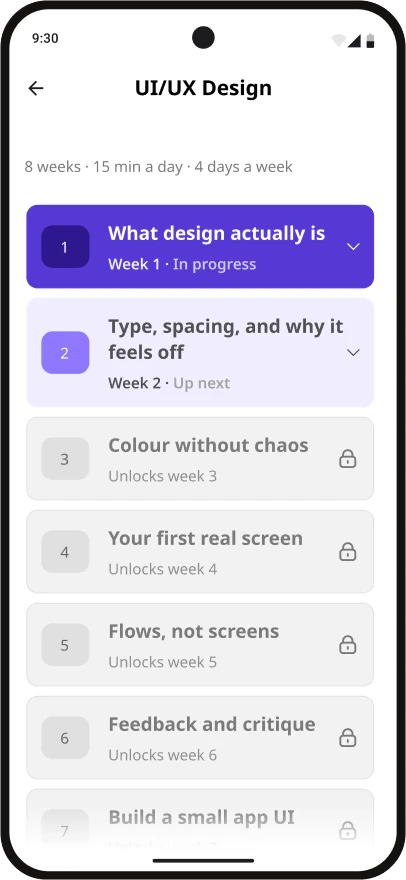 9:30
UI/UX Design
8 weeks · 15 min a day · 4 days a week
1
What design actually is
Week 1 · In progress
2
Type, spacing, and why it
feels off
Week 2 · Up next
3
Colour without chaos
Unlocks week 3
4
Your first real screen
Unlocks week 4
5
Flows, not screens
Unlocks week 5
6
Feedback and critique
Unlocks week 6
7
Build a small app UI